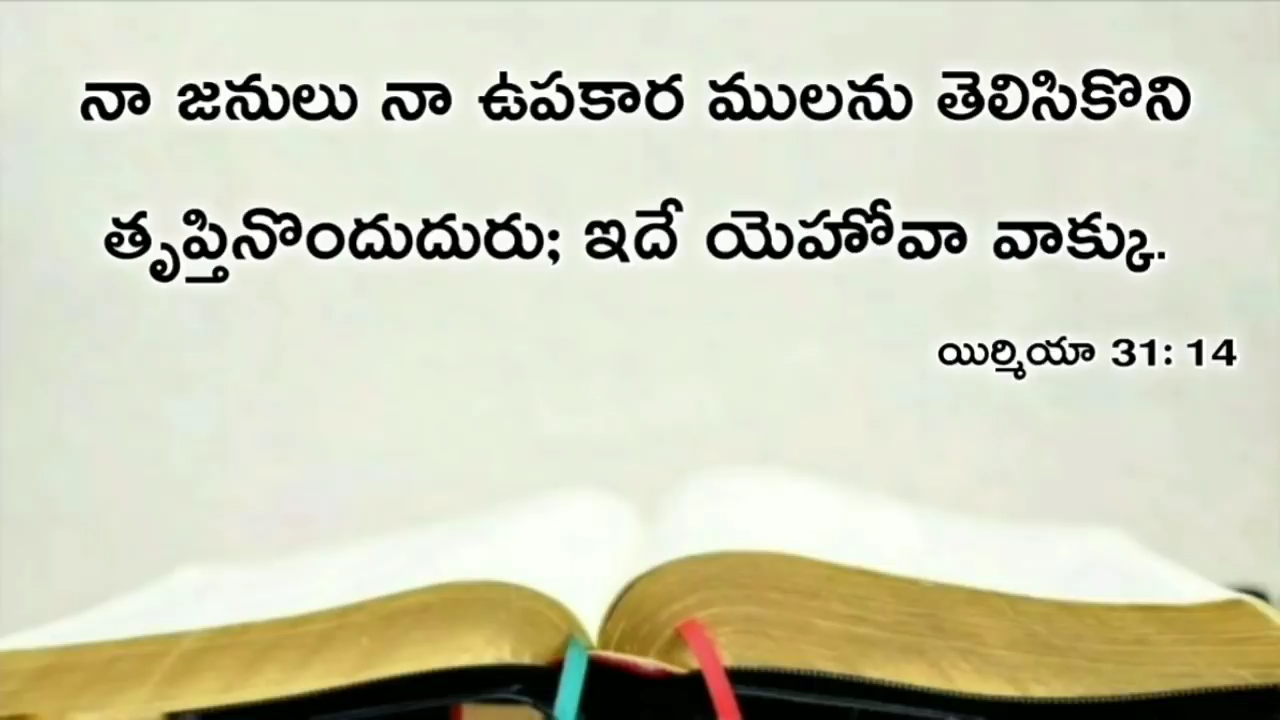 నా జనులు నా ఉపకార ములను తెలిసికొని
తృప్తినొందుదురు; ఇదే యెహోవా వాక్కు.
యిర్మియా 31: 14